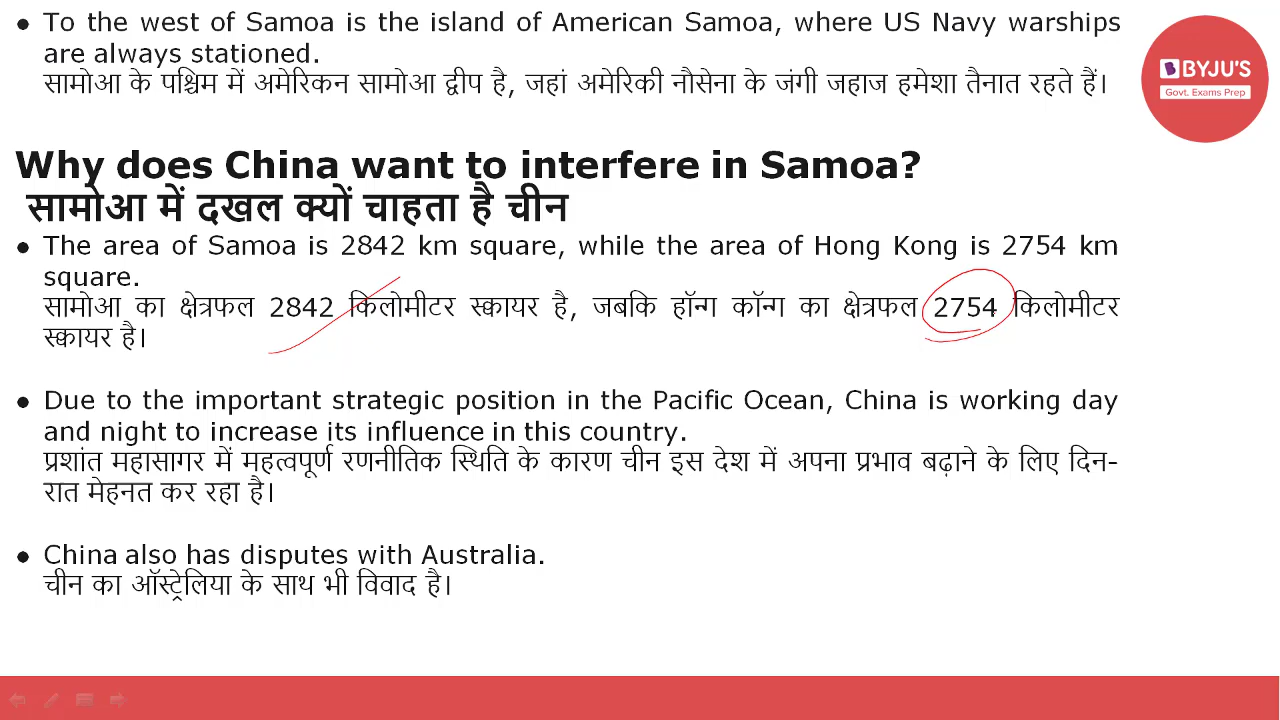 • To the west of Samoa is the island of American Samoa, where US Navy warships
are always stationed.
सामोआ के पश्चिम में अमेरिकन सामोआ द्वीप है, जहां अमेरिकी नौसेना के जंगी जहाज हमेशा तैनात रहते हैं।
BYJU'S
Govt. Exams Prep
Why does China want to interfere in Samoa?
सामोआ में दखल क्यों चाहता है चीन
• The area of Samoa is 2842 km square, while the area of Hong Kong is 2754 km
square.
सामोआ का क्षेत्रफल 2842 किलोमीटर स्क्वायर है, जबकि हॉन्ग कॉन्ग का क्षेत्रफल 2754 किलोमीटर
स्क्वायर है।
• Due to the important strategic position in the Pacific Ocean, China is working day
and night to increase its influence in this country.
प्रशांत महासागर में महत्वपूर्ण रणनीतिक स्थिति के कारण चीन इस देश में अपना प्रभाव बढ़ाने के लिए दिन-
रात मेहनत कर रहा है।
• China also has disputes with Australia.
चीन का ऑस्ट्रेलिया के साथ भी विवाद है।